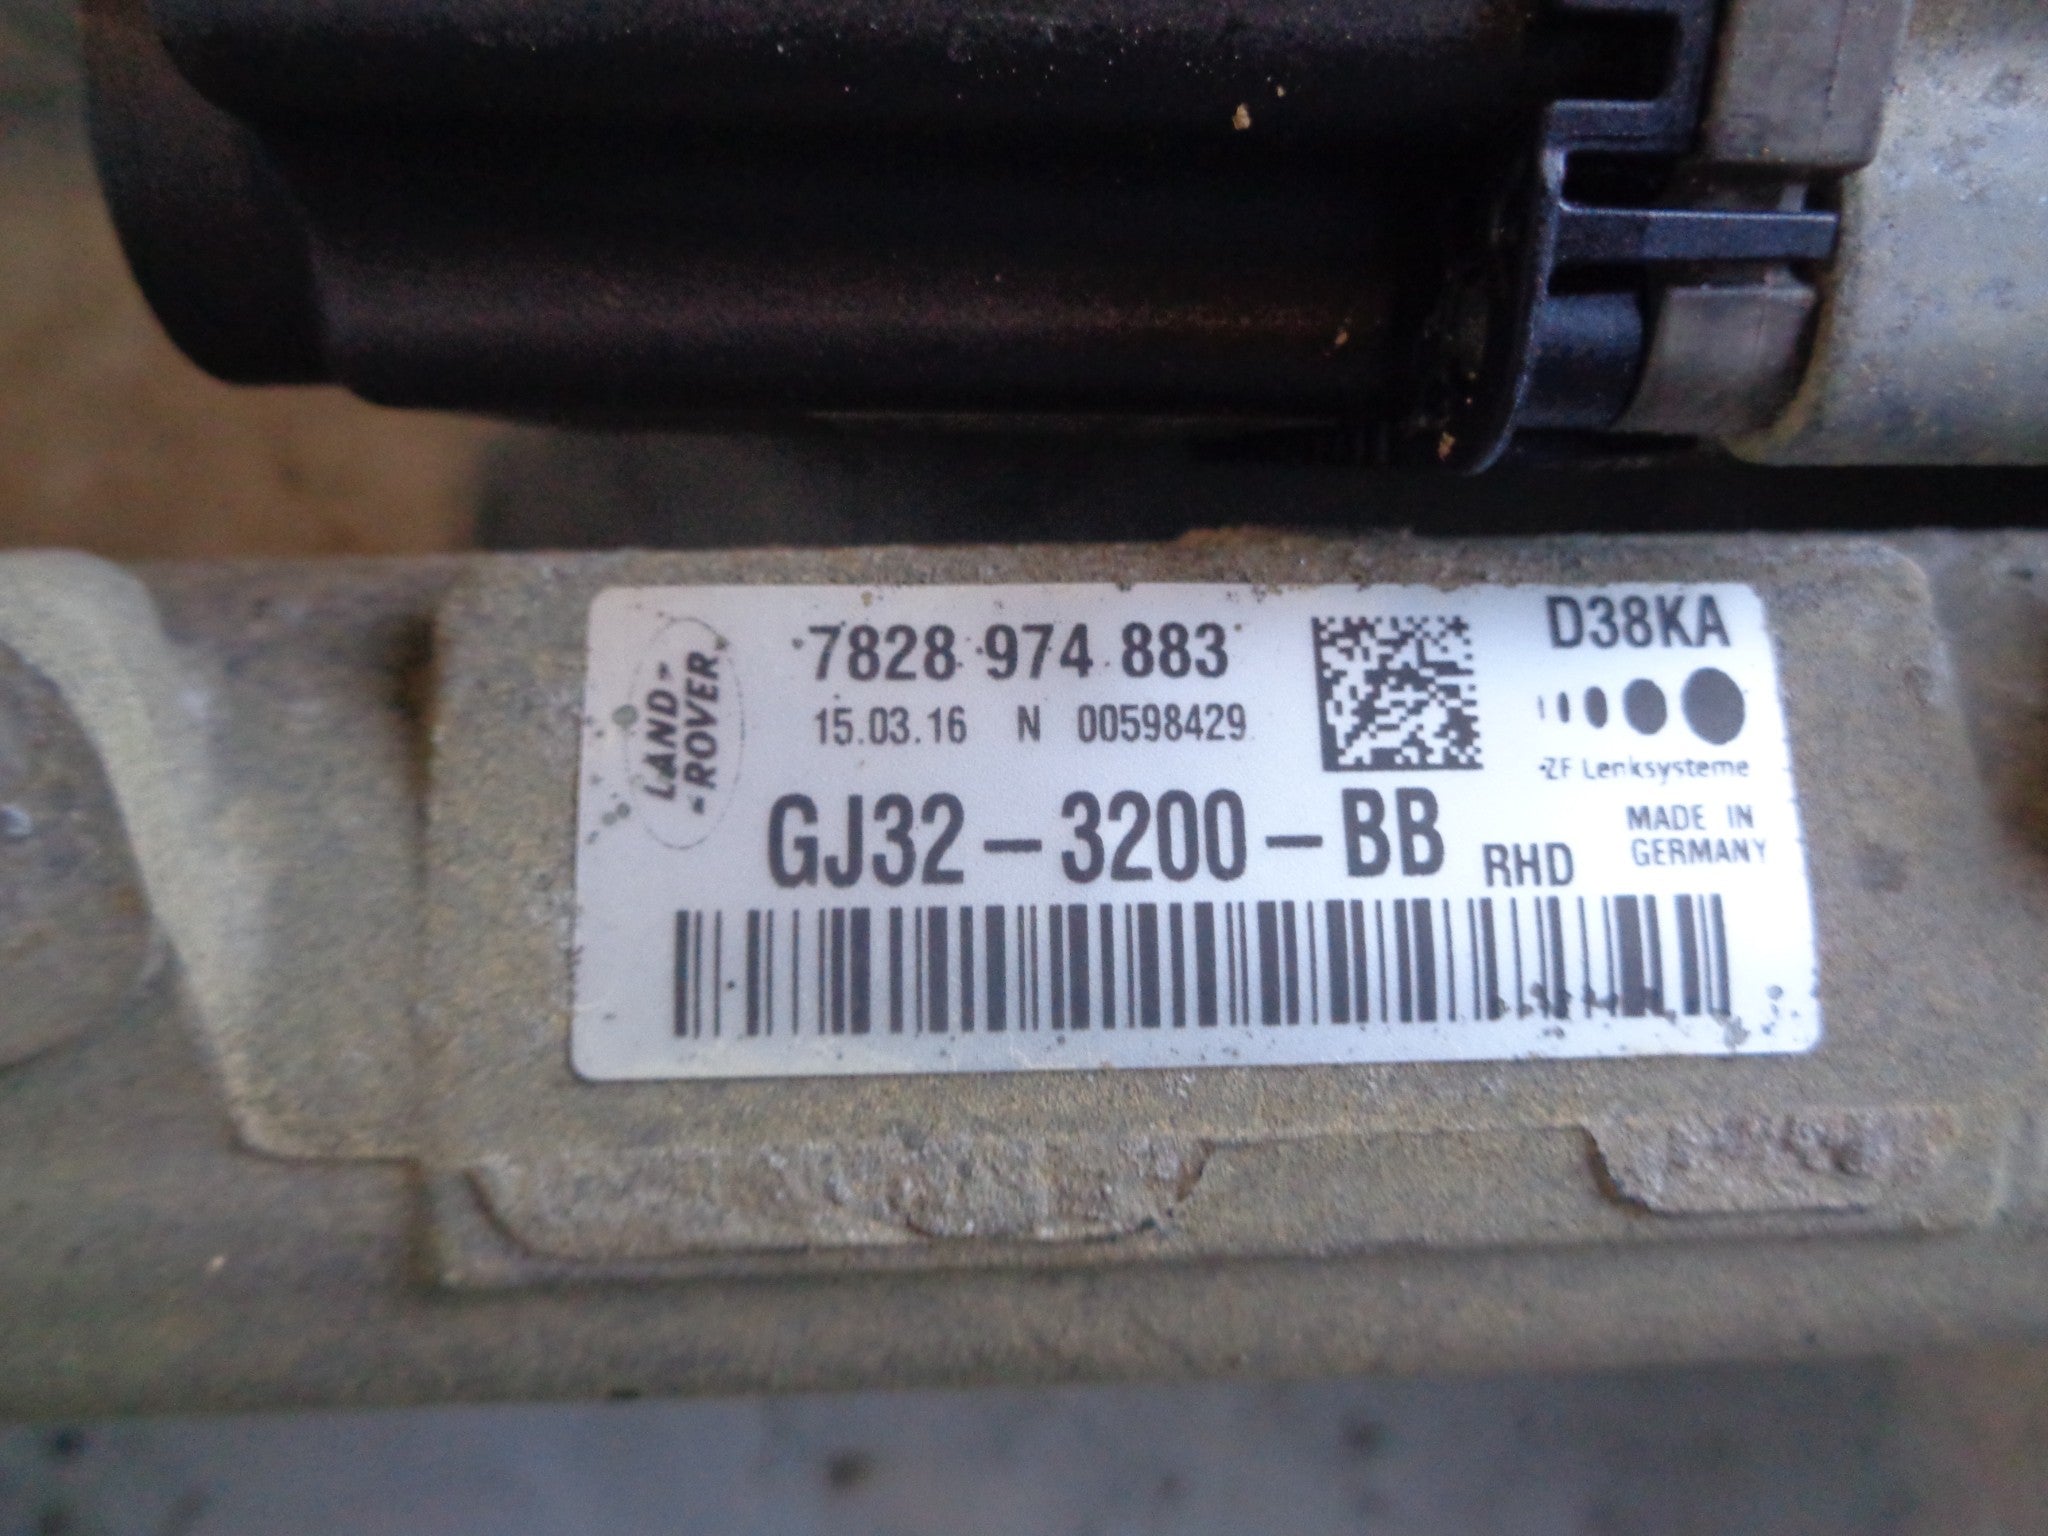 LAND-
-ROVER
7828 974 883
15.03.16 N 00598429
GJ32-3200-BB RHD
D38KA
ZF Lenksysteme
MADE IN
GERMANY